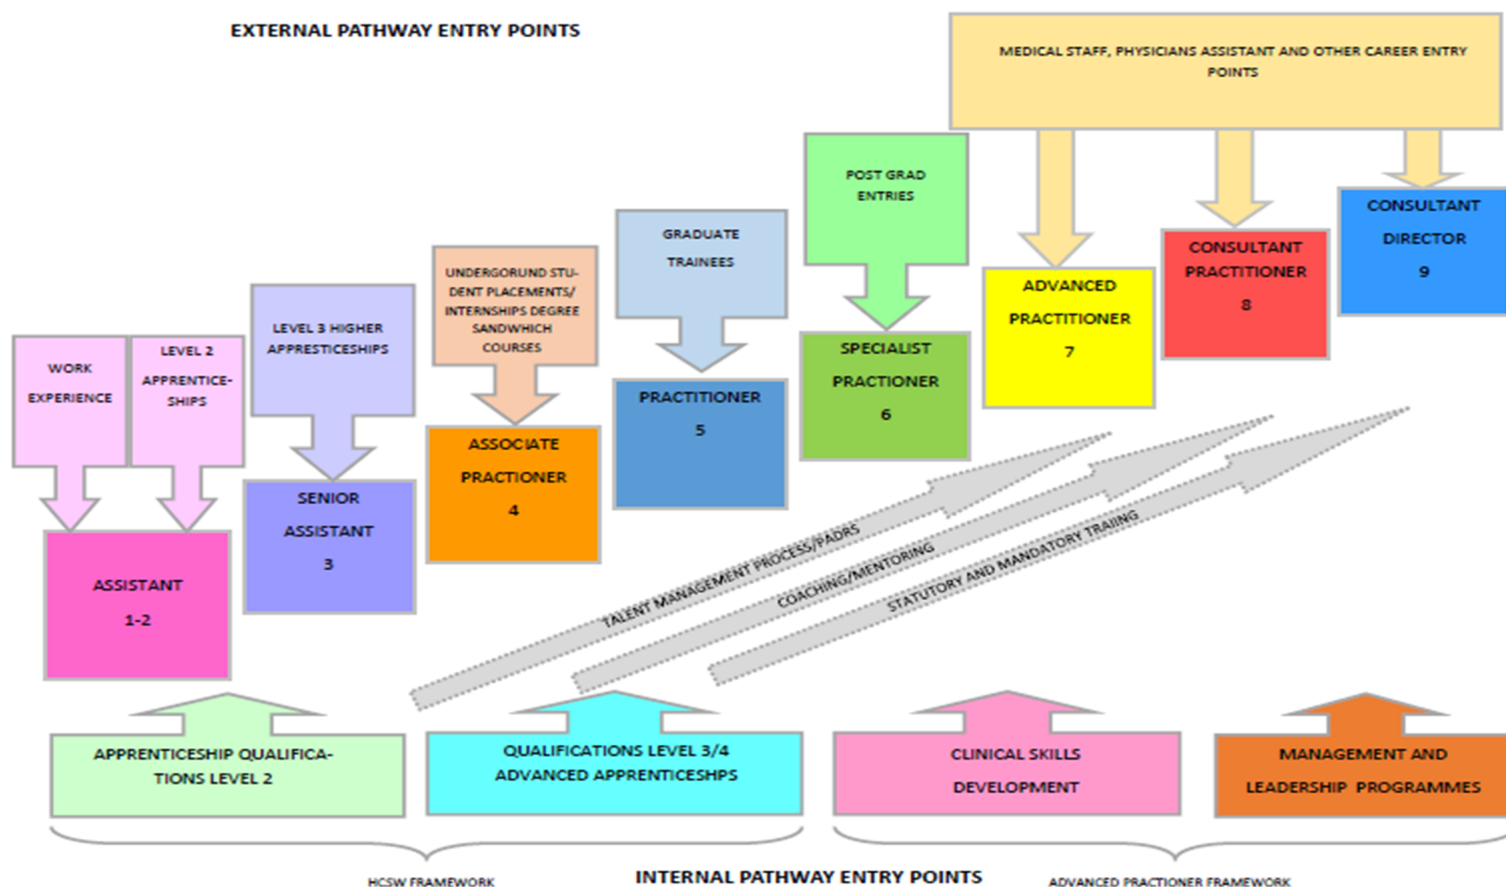 EXTERNAL PATHWAY ENTRY POINTS
MEDICAL STAFF, PHYSICIANS ASSISTANT AND OTHER CAREER ENTRY
POINTS
POST GRAD
ENTRIES
GRADUATE
TRAINEES
UNDERGORUND STU-
DENT PLACEMENTS/
INTERNSHIPS DEGREE
SANDWHICH
COURSES
LEVEL 3 HIGHER
APPRESTICESHIPS
WORK
EXPERIENCE
LEVEL 2
APPRENTICE-
SHIPS
ASSISTANT
1-2
SENIOR
ASSISTANT
3
ASSOCIATE
PRACTIONER
4
PRACTITIONER
5
SPECIALIST
PRACTIONER
6
ADVANCED
PRACTITIONER
7
CONSULTANT
PRACTITIONER
8
CONSULTANT
DIRECTOR
9
TALENT MANAGEMENT PROCESS/PADRS
COACHING/MENTORING
STATUTORY AND MANDATORY TRAIING
APPRENTICESHIP QUALIFICA-
TIONS LEVEL 2
QUALIFICATIONS LEVEL 3/4
ADVANCED APPRENTICESHPS
CLINICAL SKILLS
DEVELOPMENT
MANAGEMENT AND
LEADERSHIP PROGRAMMES
HCSW FRAMEWORK
INTERNAL PATHWAY ENTRY POINTS
ADVANCED PRACTIONER FRAMEWORK